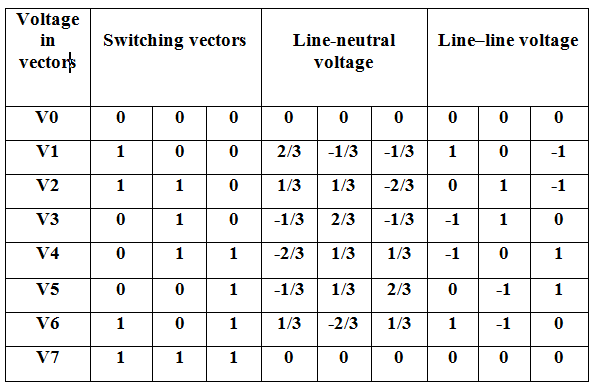 Voltage in vectors Switching vectors Line-neutral voltage Line–line voltage
V0 0 0 0 0 0 0 0 0 0
V1 1 0 0 2/3 -1/3 -1/3 1 0 -1
V2 1 1 0 1/3 1/3 -2/3 0 1 -1
V3 0 1 0 -1/3 2/3 -1/3 -1 1 0
V4 0 1 1 -2/3 1/3 1/3 -1 0 1
V5 0 0 1 -1/3 1/3 2/3 0 -1 1
V6 1 0 1 1/3 -2/3 1/3 1 -1 0
V7 1 1 1 0 0 0 0 0 0